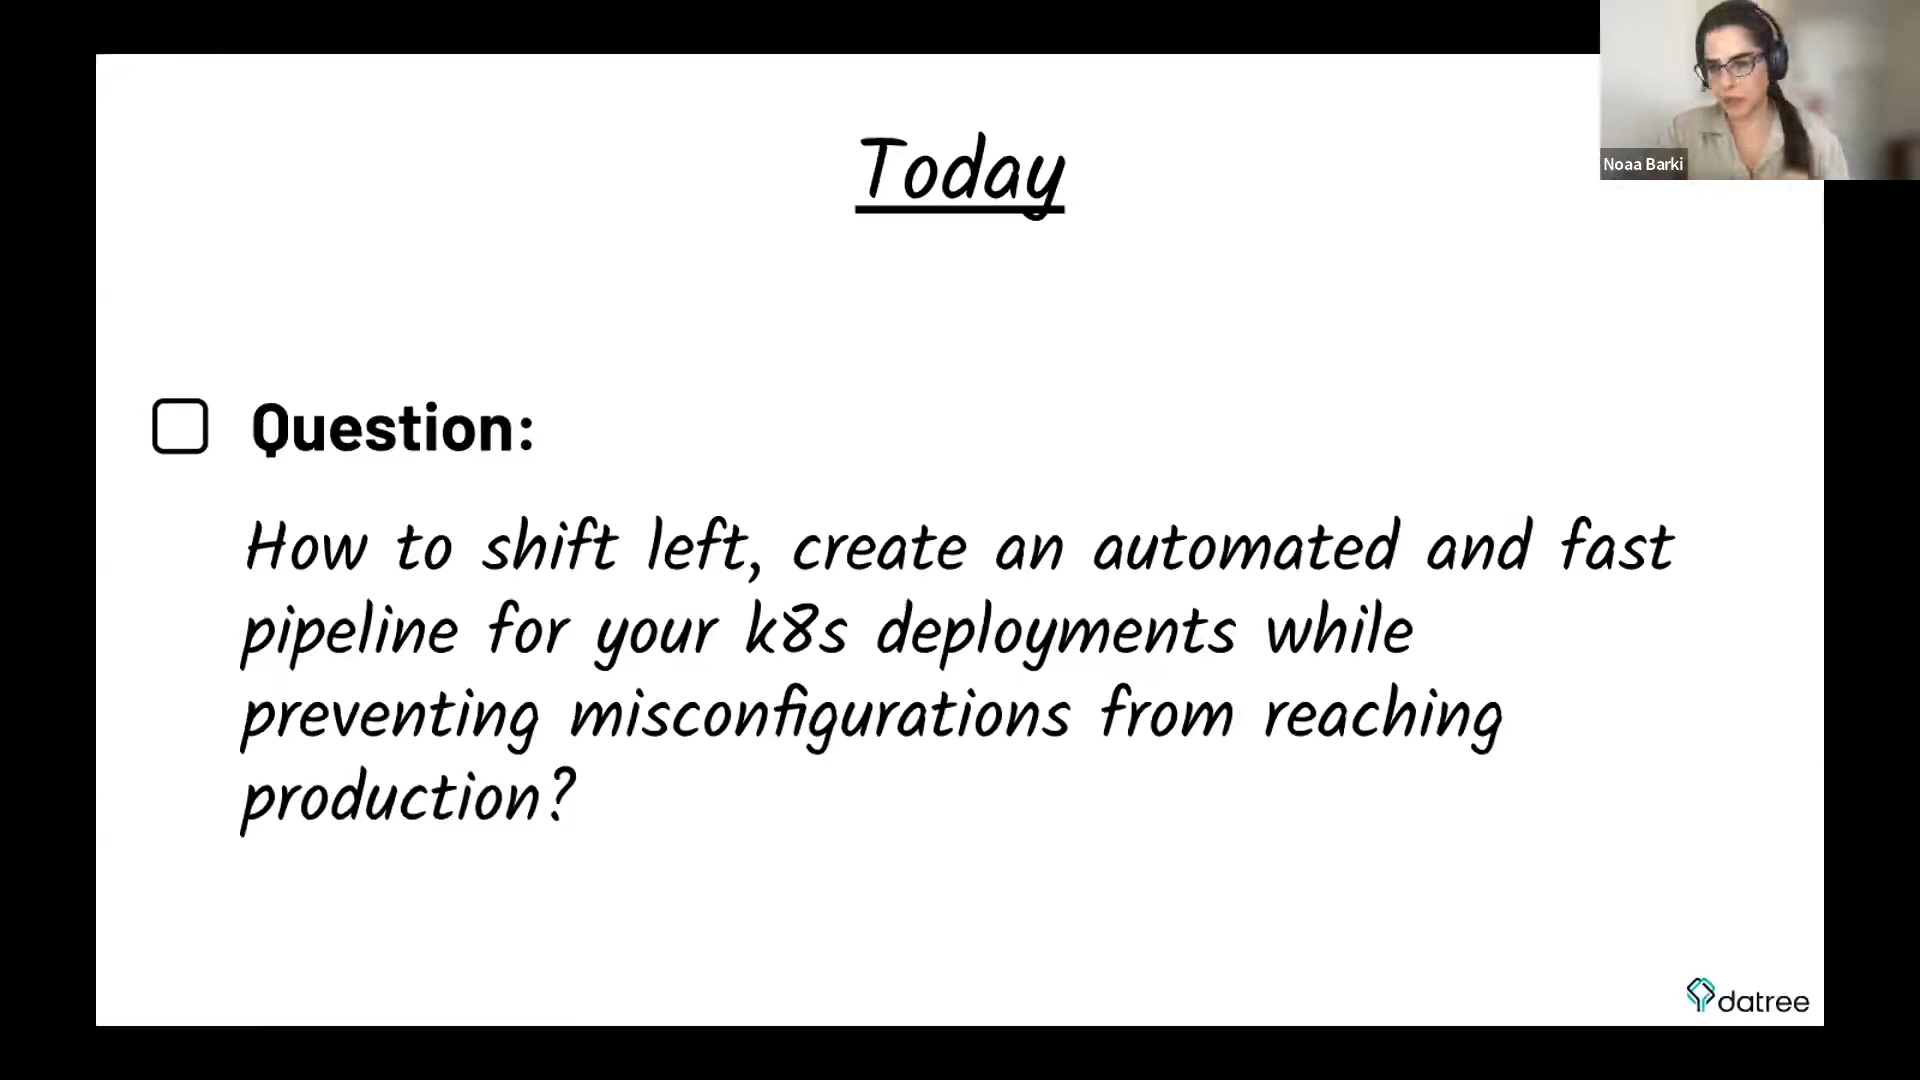 Today
Noaa Barki
Question:
How to shift left, create an automated and fast
pipeline for your k8s deployments while
preventing misconfigurations from reaching
production?
datree